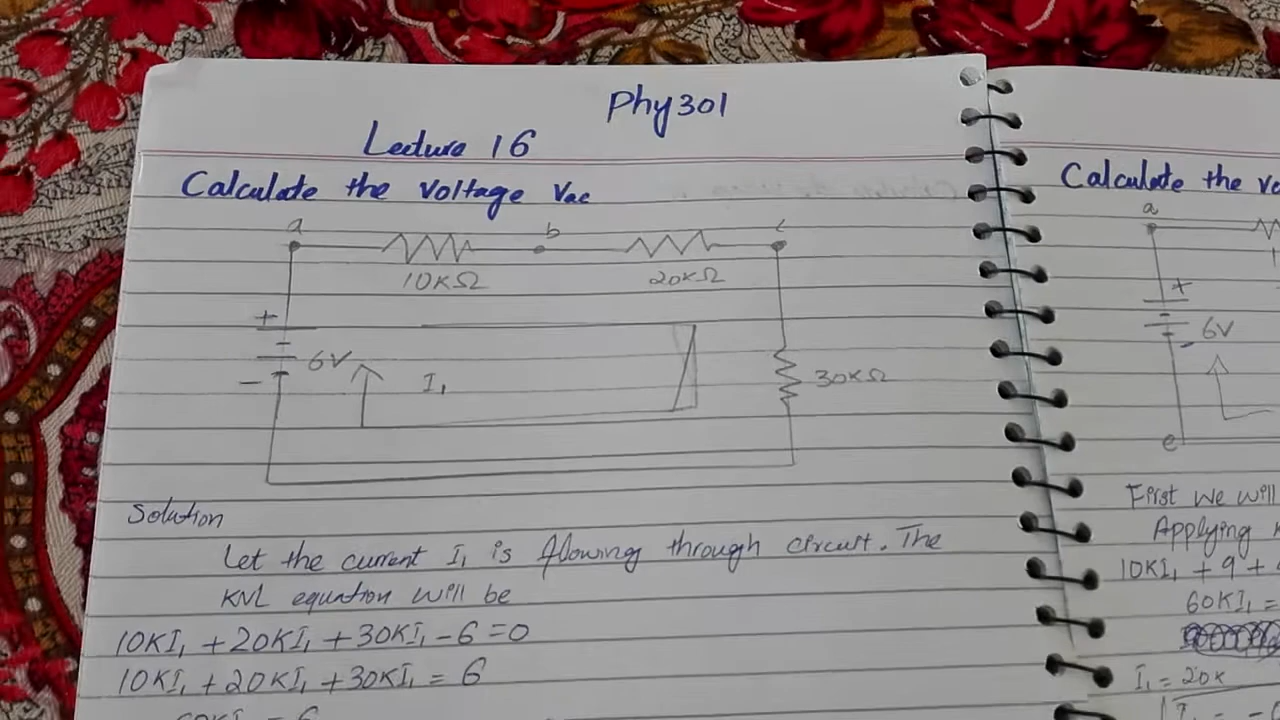 Phy301
Lecture 16
Calculate the voltage Vac
a
b
c
10KΩ
20KΩ
+
6V
-
I₁
30KΩ
Solution
Let the current I₁ is flowing through circuit. The
KVL equation will be
10KI₁ + 20KI₁ + 30KI₁ - 6 = 0
10KI₁ + 20KI₁ + 30KI₁ = 6
Calculate the
a
+
6V
-
e
First we will
Applying
10KI₁ + 9 +
60KI₁ =
I₁ = 20K